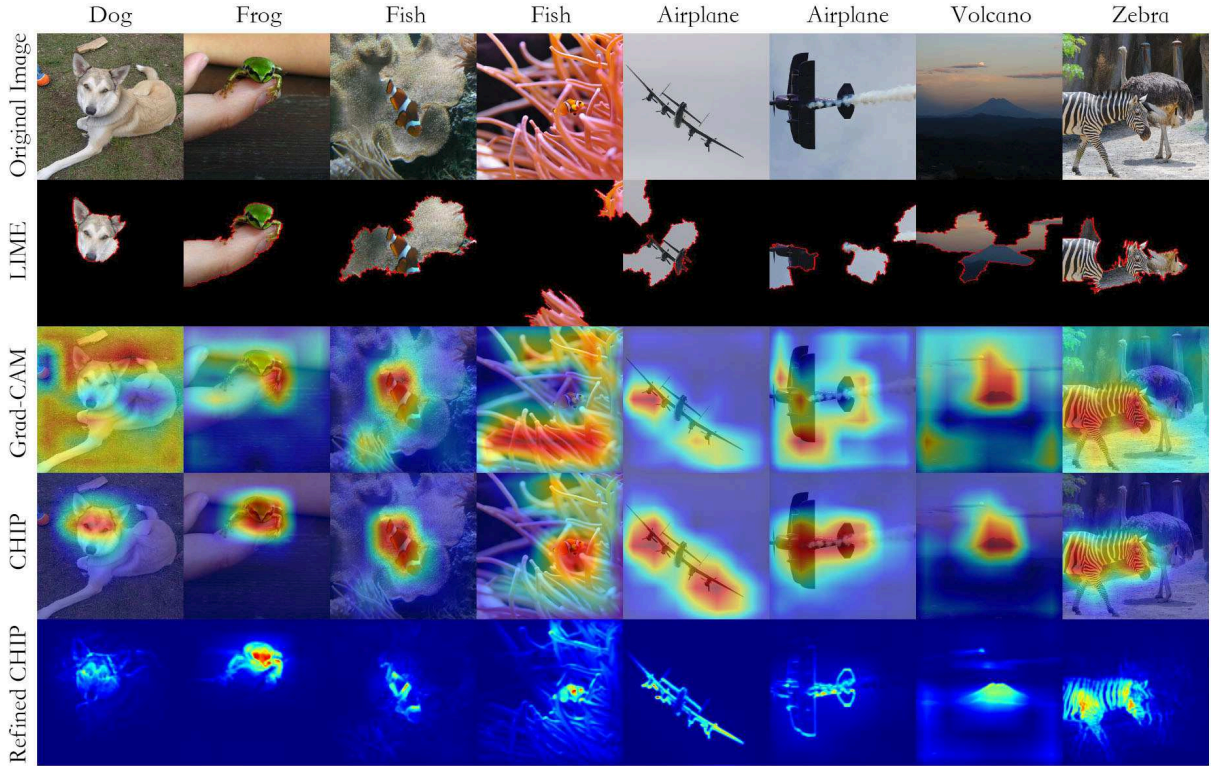 Dog Frog Fish Fish Airplane Airplane Volcano Zebra
Original Image
LIME
Grad-CAM
CHIP
Refined CHIP